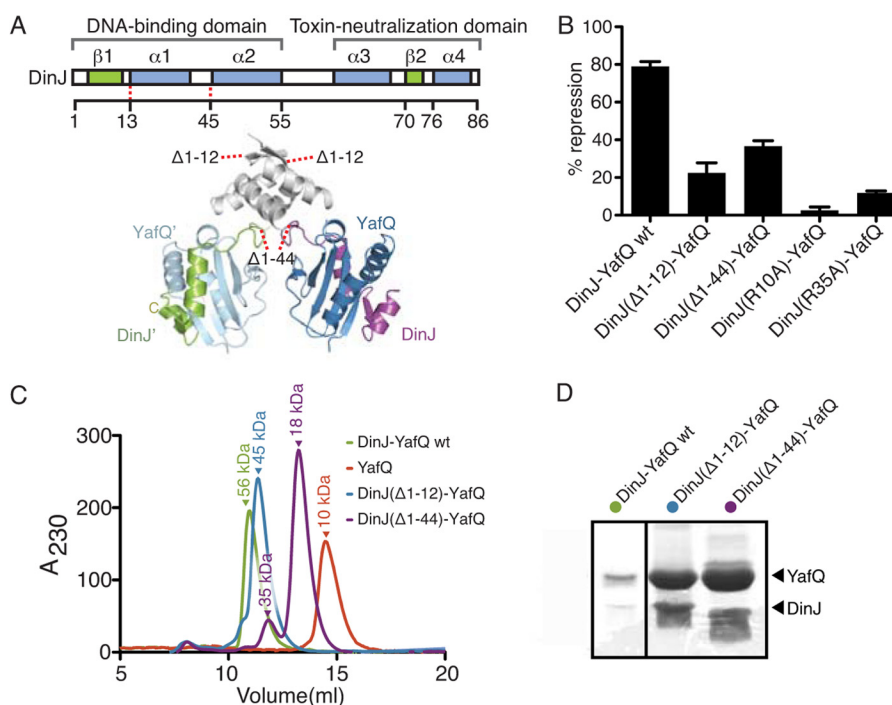 A
DNA-binding domain
Toxin-neutralization domain
β1
α1
α2
α3
β2
α4
DinJ
1
13
45
55
70
76
86
Δ1-12
Δ1-12
YafQ'
YafQ
Δ1-44
C
DinJ'
DinJ
B
% repression
80
60
40
20
0
DinJ-YafQ wt
DinJ(Δ1-12)-YafQ
DinJ(Δ1-44)-YafQ
DinJ(R10A)-YafQ
DinJ(R35A)-YafQ
C
A230
300
200
100
0
56 kDa
45 kDa
35 kDa
18 kDa
10 kDa
DinJ-YafQ wt
YafQ
DinJ(Δ1-12)-YafQ
DinJ(Δ1-44)-YafQ
5
10
15
20
Volume(ml)
D
DinJ-YafQ wt
DinJ(Δ1-12)-YafQ
DinJ(Δ1-44)-YafQ
YafQ
DinJ